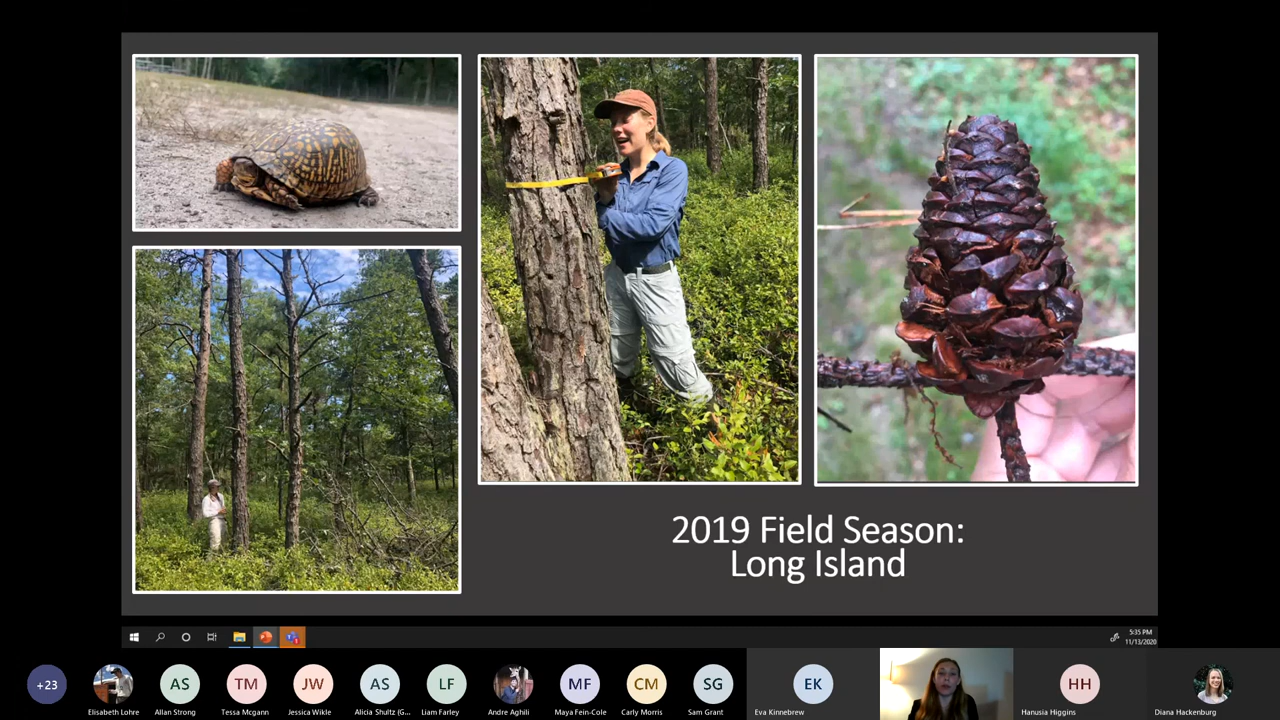 2019 Field Season:
Long Island
5:35 PM
11/13/2020
+23
AS
TM
JW
AS
LF
MF
CM
SG
EK
HH
Elisabeth Lohre
Allan Strong
Tessa Mcgann
Jessica Wikle
Alicia Shultz (G...
Liam Farley
Andre Aghili
Maya Fein-Cole
Carly Morris
Sam Grant
Eva Kinnebrew
Hanusia Higgins
Diana Hackenburg